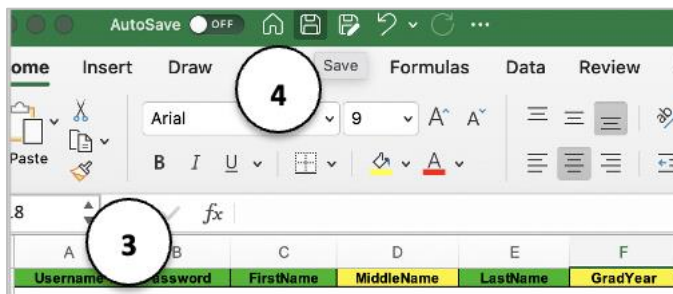 AutoSave OFF
ome Insert Draw Save Formulas Data Review
4
Arial 9 A A
Paste B I U A
.8 fx
3
A B C D E F
Username assword FirstName MiddleName LastName GradYear